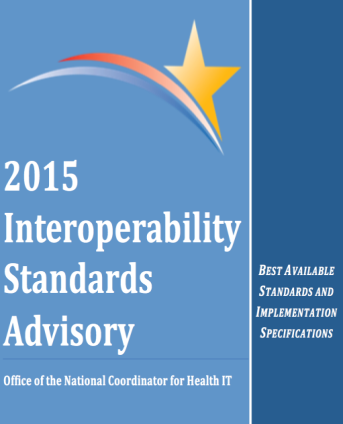 2015
Interoperability
Standards
Advisory
Office of the National Coordinator for Health IT
BEST AVAILABLE
STANDARDS AND
IMPLEMENTATION
SPECIFICATIONS